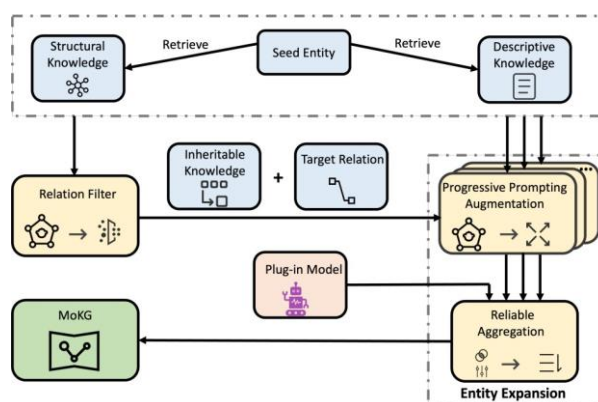 Structural
Knowledge
Retrieve
Seed Entity
Retrieve
Descriptive
Knowledge
Relation Filter
Inheritable
Knowledge
+
Target Relation
...
Progressive Prompting
Augmentation
Plug-in Model
MoKG
Reliable
Aggregation
Entity Expansion